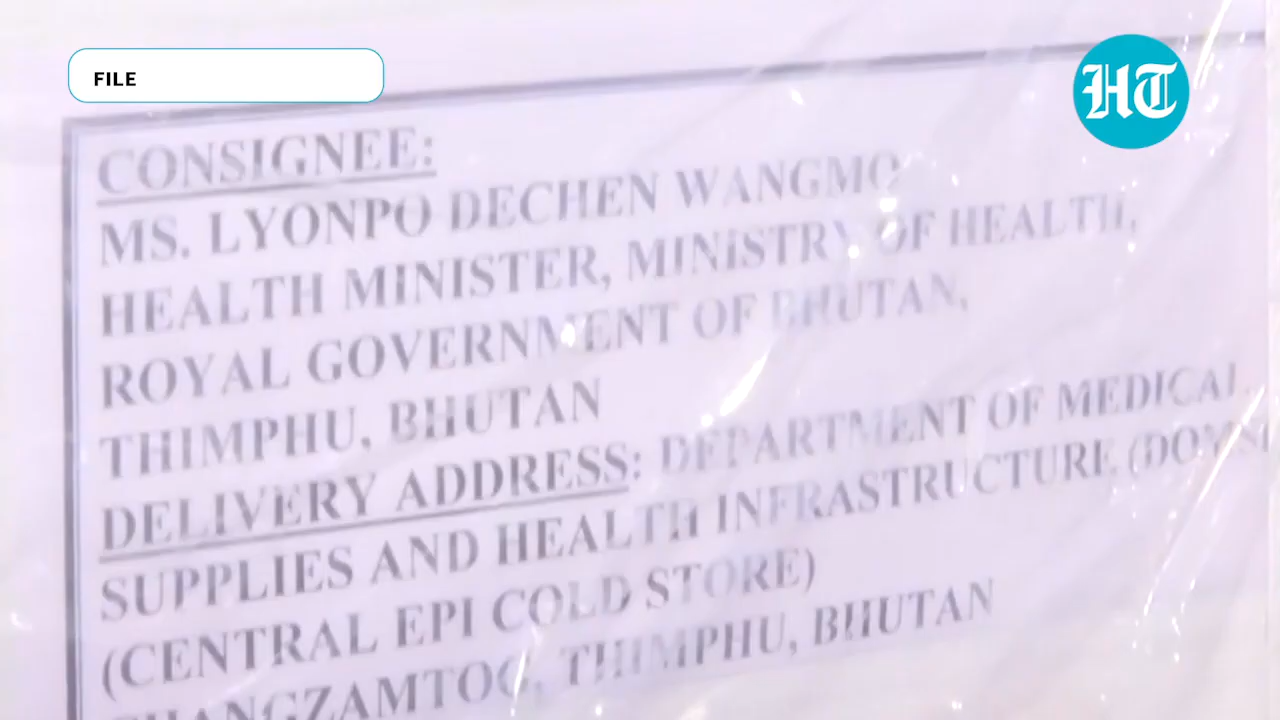 FILE
HT
CONSIGNEE:
MS. LYONPO DECHEN WANGMO
HEALTH MINISTER, MINISTRY OF HEALTH,
ROYAL GOVERNMENT OF BHUTAN,
THIMPHU, BHUTAN
DELIVERY ADDRESS: DEPARTMENT OF MEDICAL
SUPPLIES AND HEALTH INFRASTRUCTURE
(CENTRAL EPI COLD STORE)
THIMPHU, BHUTAN